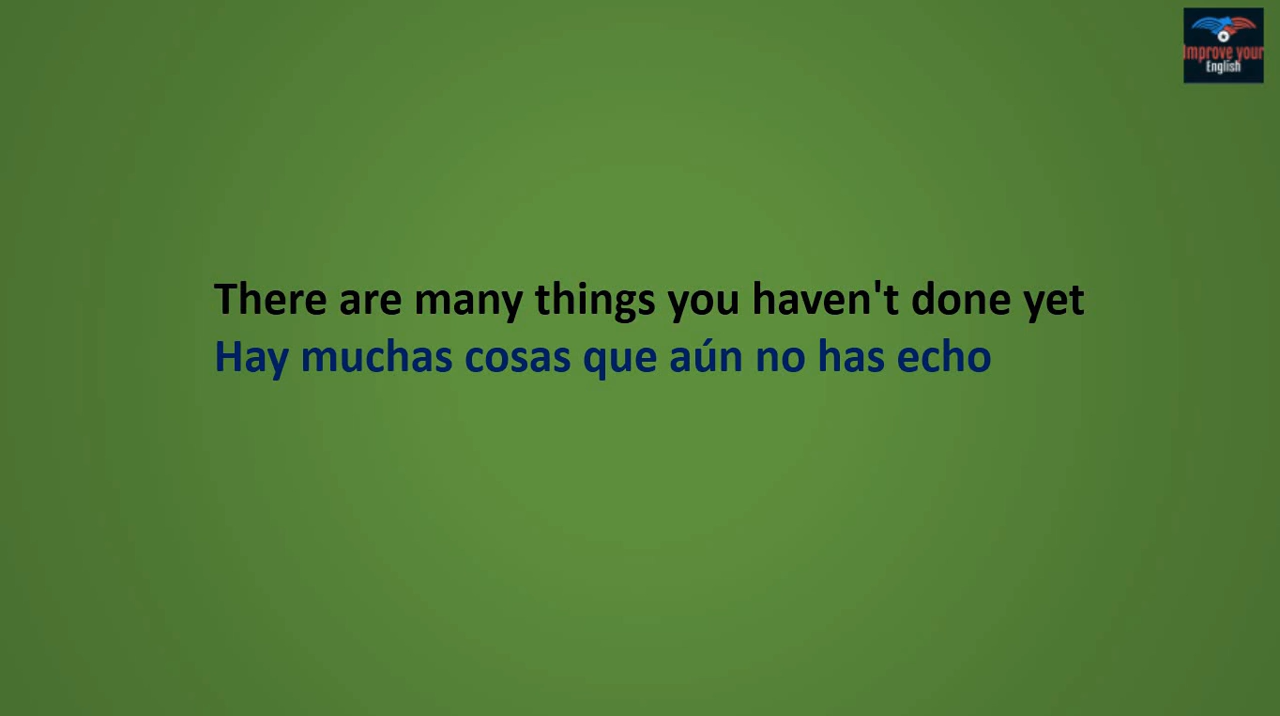 Improve your
English
There are many things you haven't done yet
Hay muchas cosas que aún no has echo